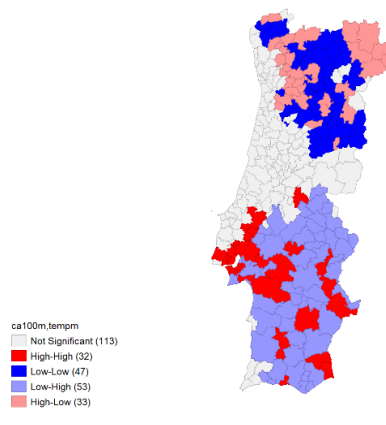 ca100m,tempm
Not Significant (113)
High-High (32)
Low-Low (47)
Low-High (53)
High-Low (33)